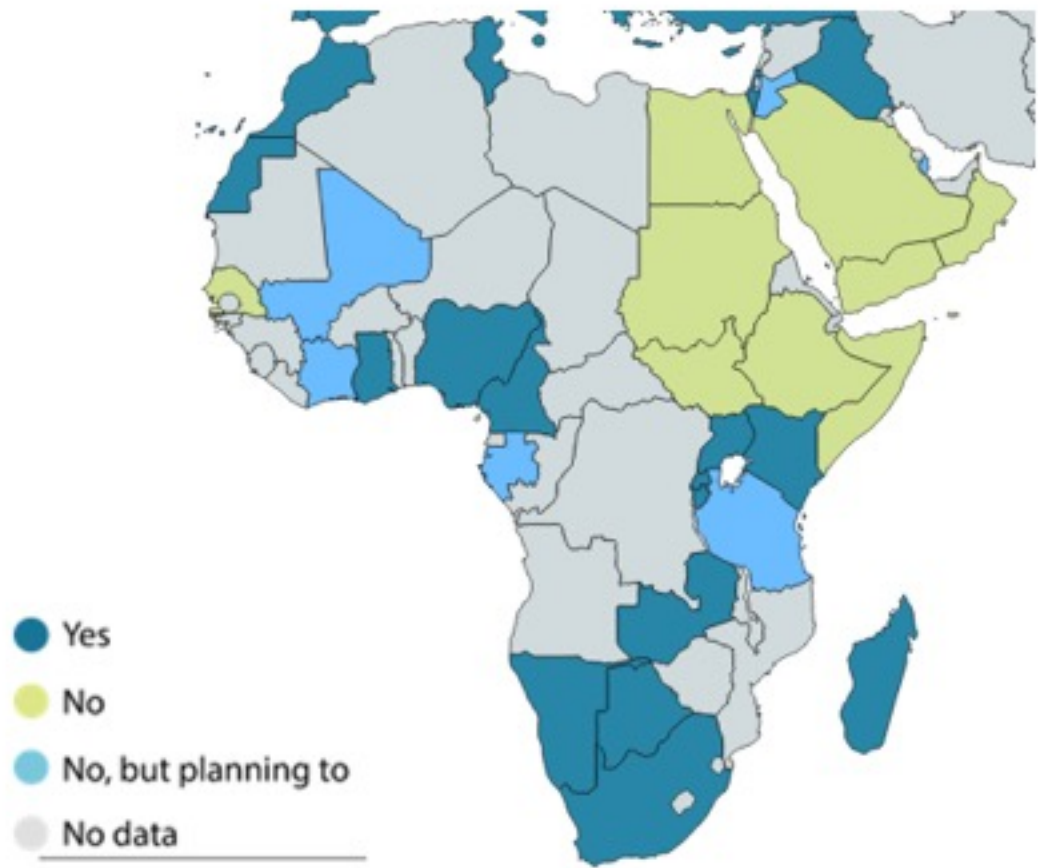 Yes
No
No, but planning to
No data